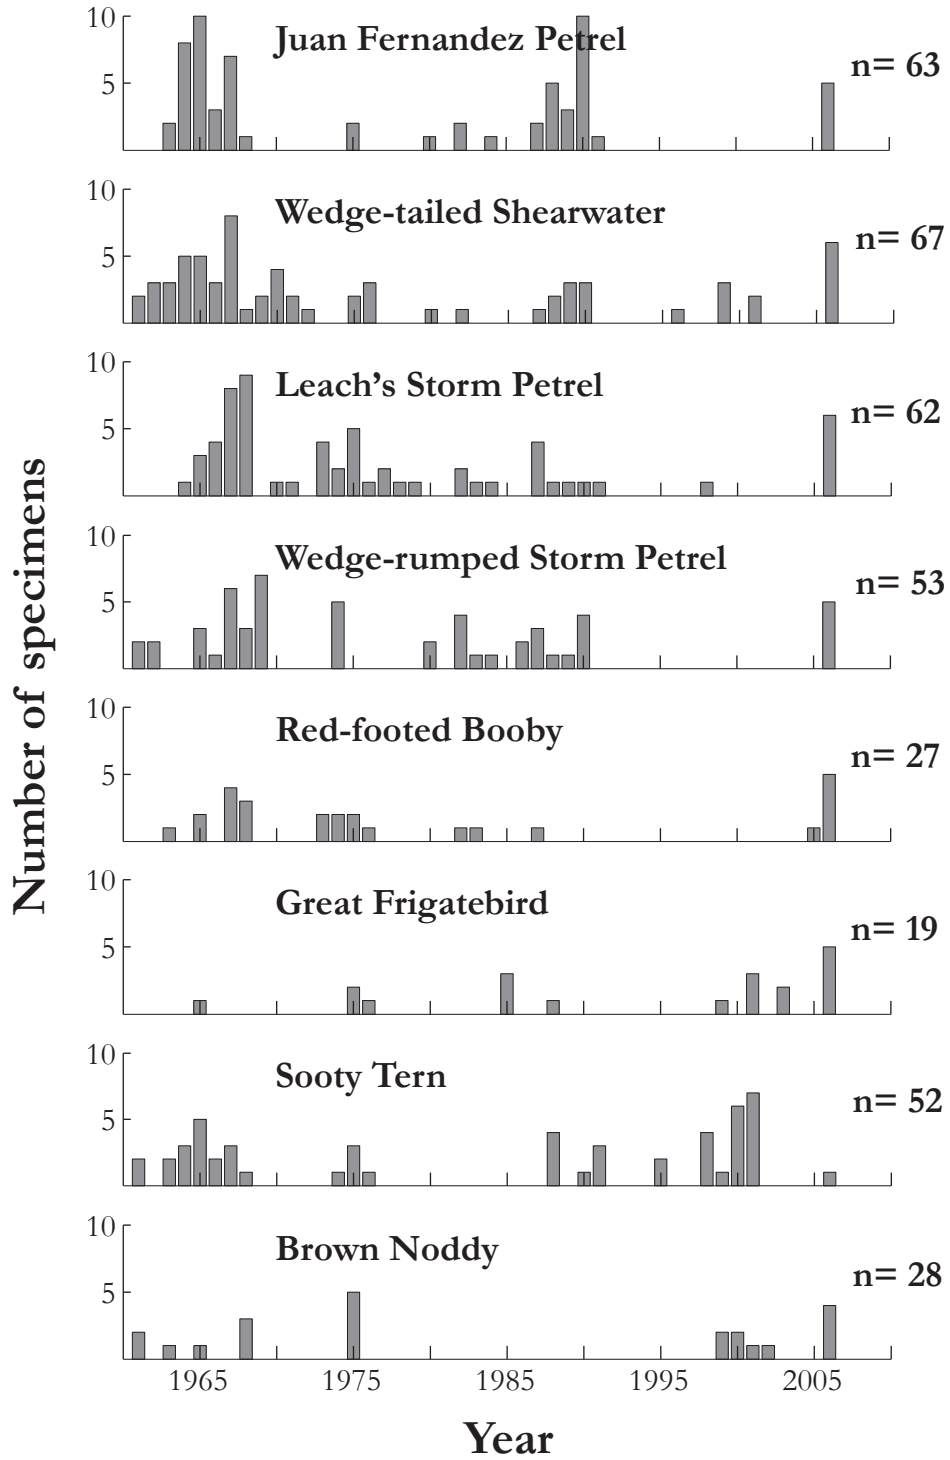 10
Juan Fernandez Petrel
n= 63
5
10
Wedge-tailed Shearwater
n= 67
5
10
Leach’s Storm Petrel
n= 62
5
10
Wedge-rumped Storm Petrel
n= 53
5
10
Red-footed Booby
n= 27
5
10
Great Frigatebird
n= 19
5
10
Sooty Tern
n= 52
5
10
Brown Noddy
n= 28
5
Number of specimens
1965 1975 1985 1995 2005
Year